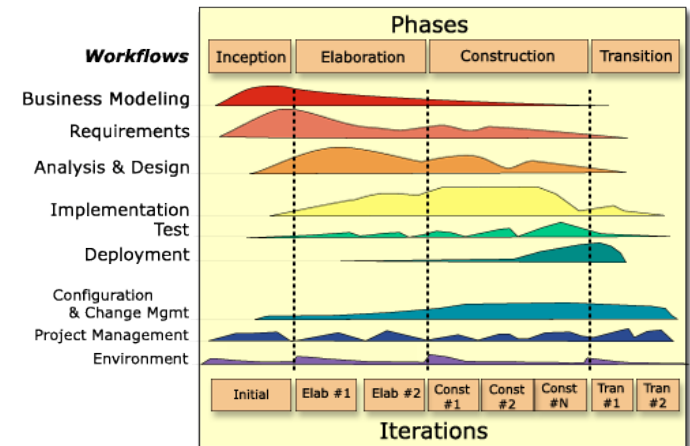 Phases
Workflows
Inception
Elaboration
Construction
Transition
Business Modeling
Requirements
Analysis & Design
Implementation
Test
Deployment
Configuration
& Change Mgmt
Project Management
Environment
Initial
Elab #1
Elab #2
Const
#1
Const
#2
Const
#N
Tran
#1
Tran
#2
Iterations